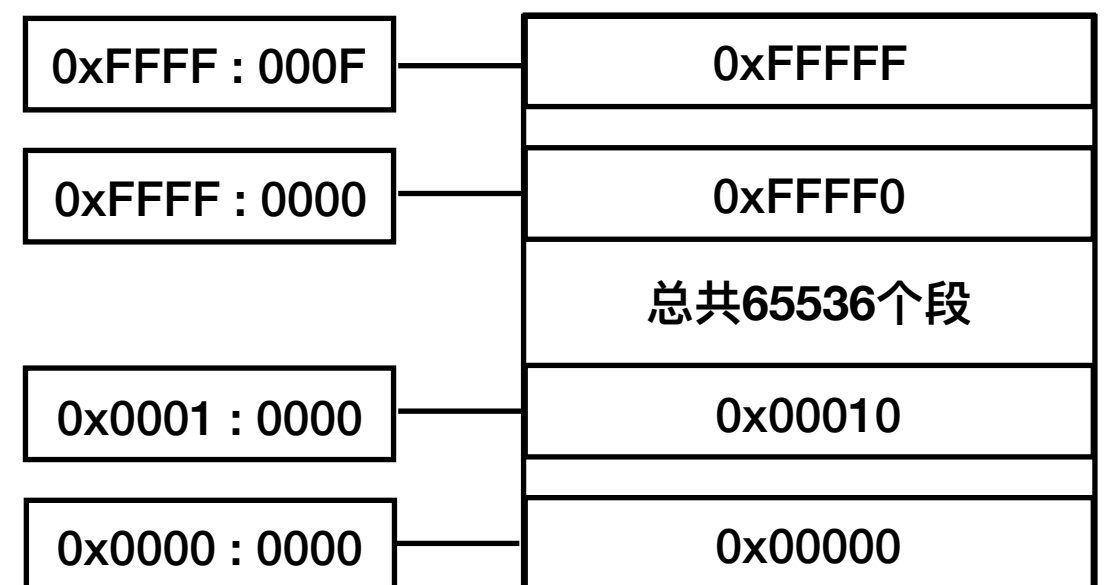 0xFFFF : 000F
0xFFFFF
0xFFFF : 0000
0xFFFF0
总共65536个段
0x0001 : 0000
0x00010
0x0000 : 0000
0x00000